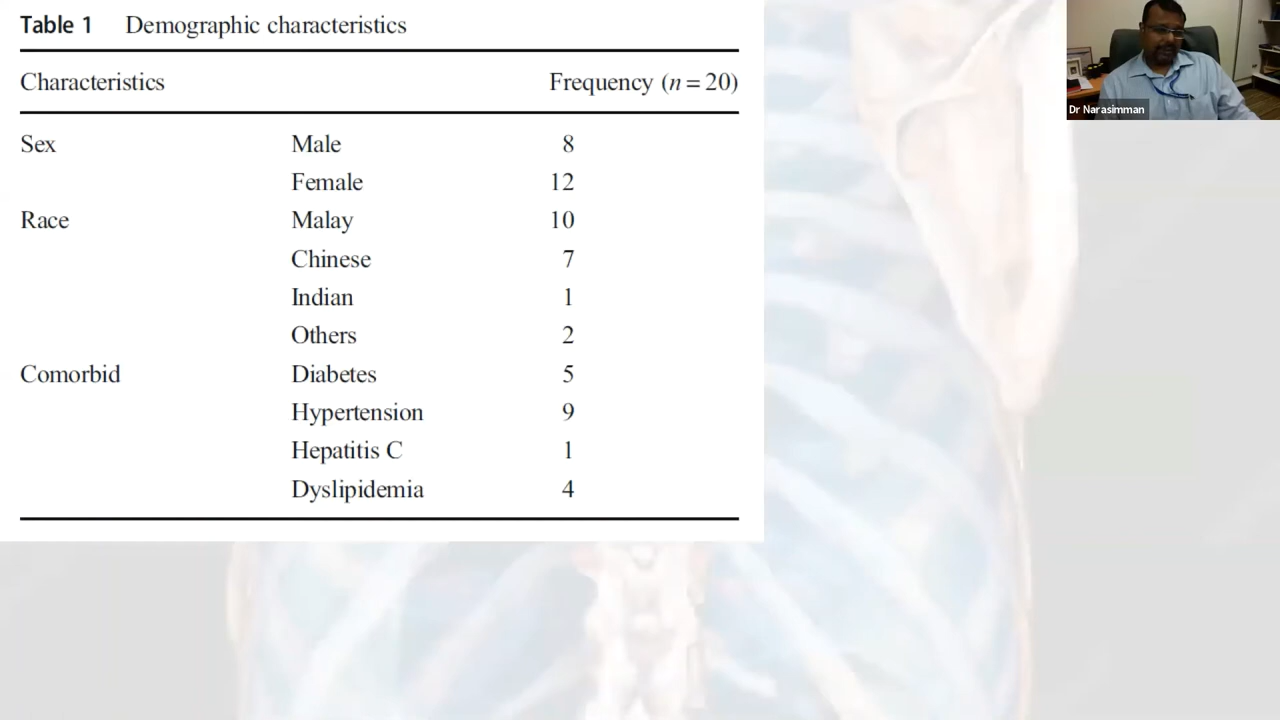 Table 1 Demographic characteristics
Characteristics Frequency (n = 20)
Sex Male 8
Female 12
Race Malay 10
Chinese 7
Indian 1
Others 2
Comorbid Diabetes 5
Hypertension 9
Hepatitis C 1
Dyslipidemia 4
Dr Narasimman